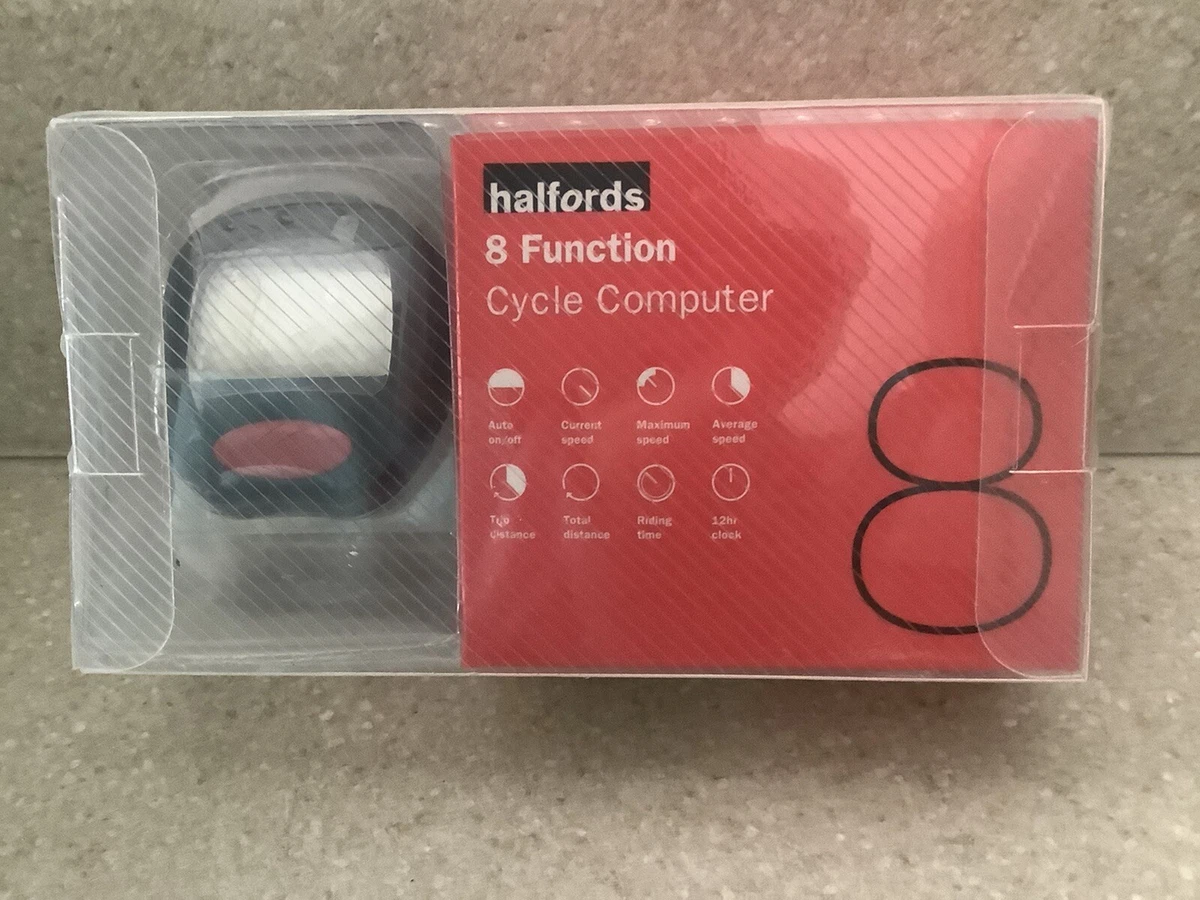 halfords
8 Function
Cycle Computer
Auto
on/off
Current
speed
Maximum
speed
Average
speed
Trip
distance
Total
distance
Riding
time
12hr
clock
8